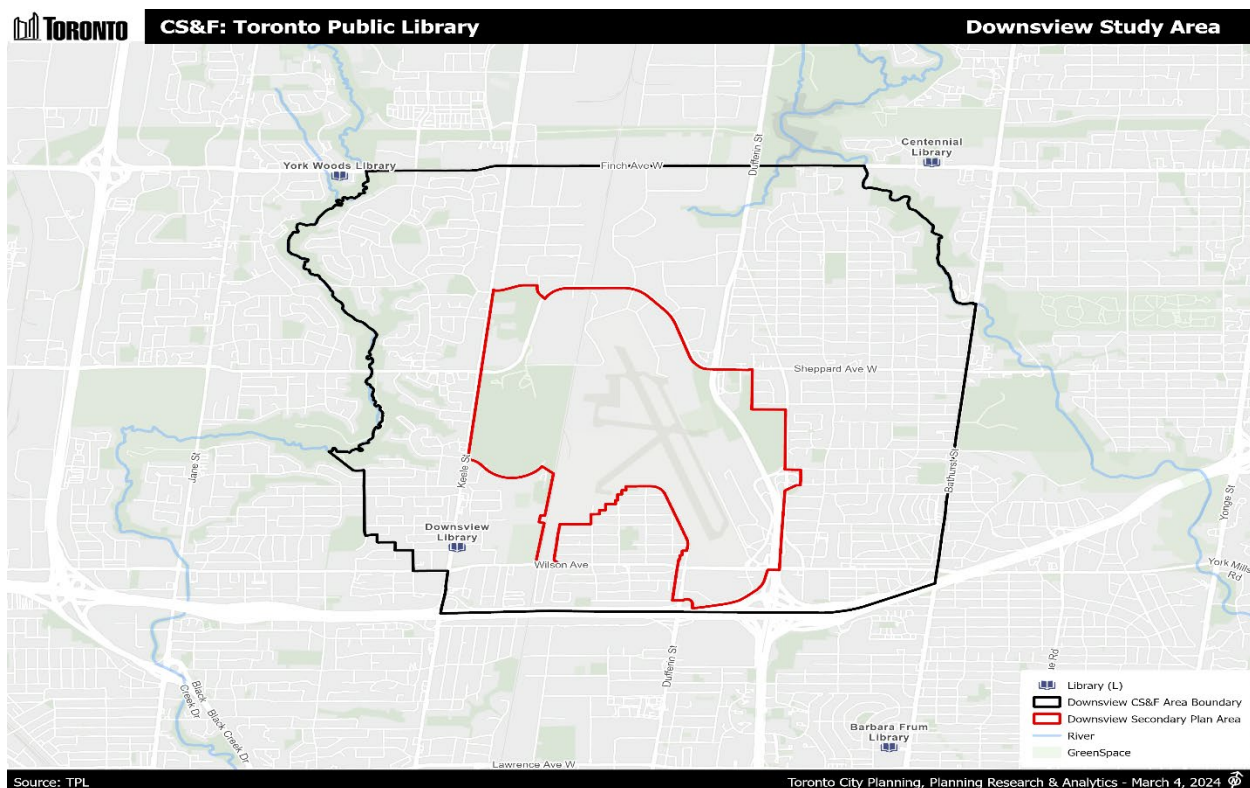 TORONTO
CS&F: Toronto Public Library
Downsview Study Area
York Woods Library
Finch Ave W
Dufferin St
Centennial
Library
Sheppard Ave W
Jane St
Keele St
Bathurst St
Yonge St
Downsview
Library
Wilson Ave
York Mills
Rd
Dufferin St
ue Rd
Black Creek Dr
Black Creek Dr
Barbara Frum
Library
Lawrence Ave W
Library (L)
Downsview CS&F Area Boundary
Downsview Secondary Plan Area
River
GreenSpace
Source: TPL
Toronto City Planning, Planning Research & Analytics - March 4, 2024